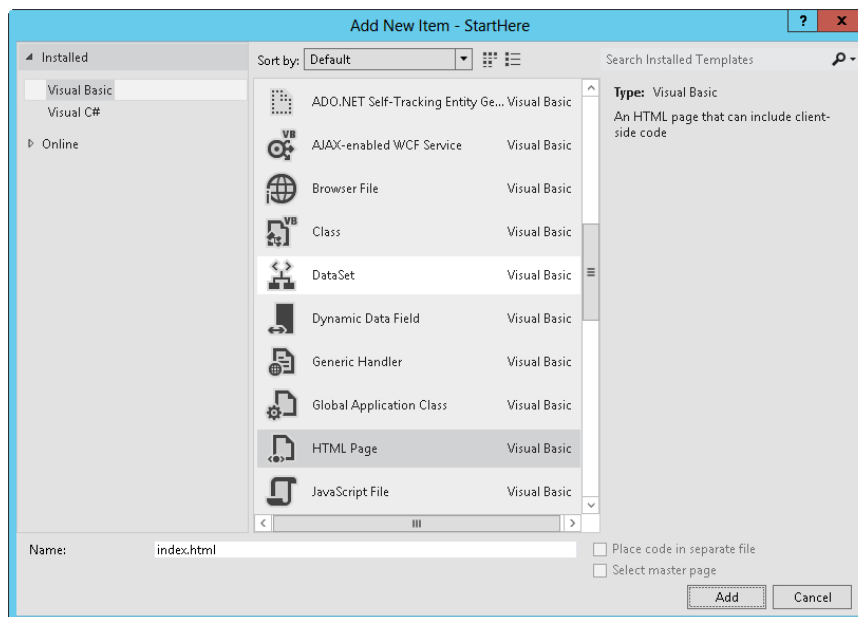 Add New Item - StartHere
? x
Installed
Visual Basic
Visual C#
Online
Sort by: Default
Search Installed Templates
ADO.NET Self-Tracking Entity Ge... Visual Basic
VB
AJAX-enabled WCF Service Visual Basic
Browser File Visual Basic
VB
Class Visual Basic
DataSet Visual Basic
Dynamic Data Field Visual Basic
Generic Handler Visual Basic
Global Application Class Visual Basic
HTML Page Visual Basic
JavaScript File Visual Basic
Type: Visual Basic
An HTML page that can include client-
side code
Name: index.html
Place code in separate file
Select master page
Add Cancel